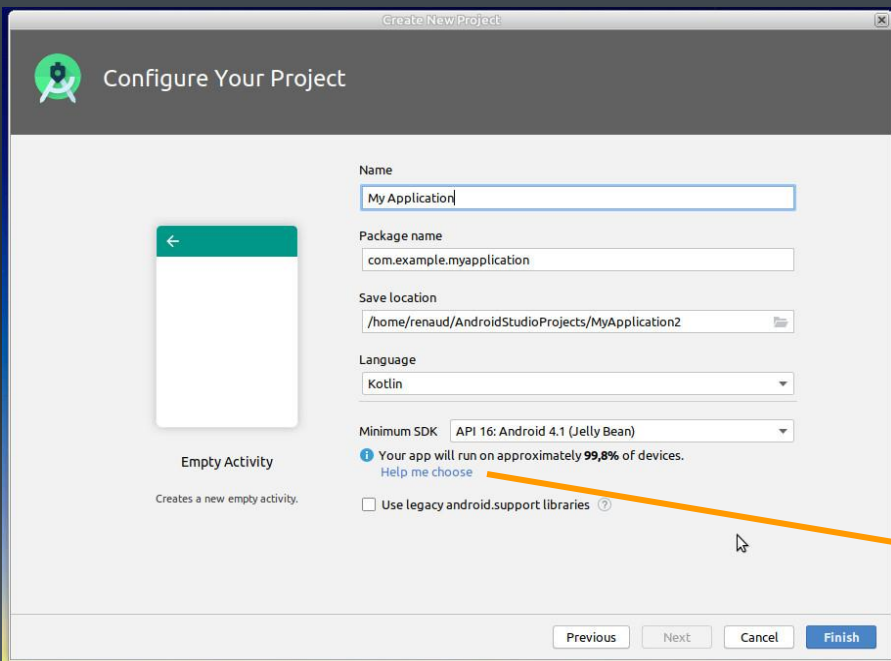 Create New Project
Configure Your Project
Name
My Application
Package name
com.example.myapplication
Save location
/home/renaud/AndroidStudioProjects/MyApplication2
Language
Kotlin
Minimum SDK API 16: Android 4.1 (Jelly Bean)
Your app will run on approximately 99,8% of devices.
Help me choose
Use legacy android.support libraries ?
Empty Activity
Creates a new empty activity.
Previous Next Cancel Finish